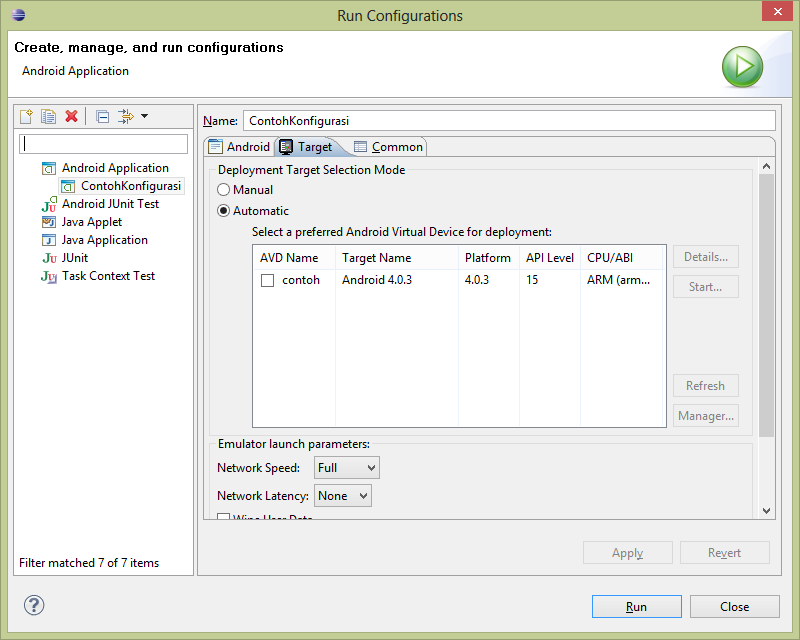 Run Configurations
Create, manage, and run configurations
Android Application
Name: ContohKonfigurasi
Android Target Common
Android Application
ContohKonfigurasi
Android JUnit Test
Java Applet
Java Application
JUnit
Task Context Test
Filter matched 7 of 7 items
Deployment Target Selection Mode
Manual
Automatic
Select a preferred Android Virtual Device for deployment:
AVD Name Target Name Platform API Level CPU/ABI
contoh Android 4.0.3 4.0.3 15 ARM (arm...
Details...
Start...
Refresh
Manager...
Emulator launch parameters:
Network Speed: Full
Network Latency: None
Wipe User Data
Apply Revert
Run Close